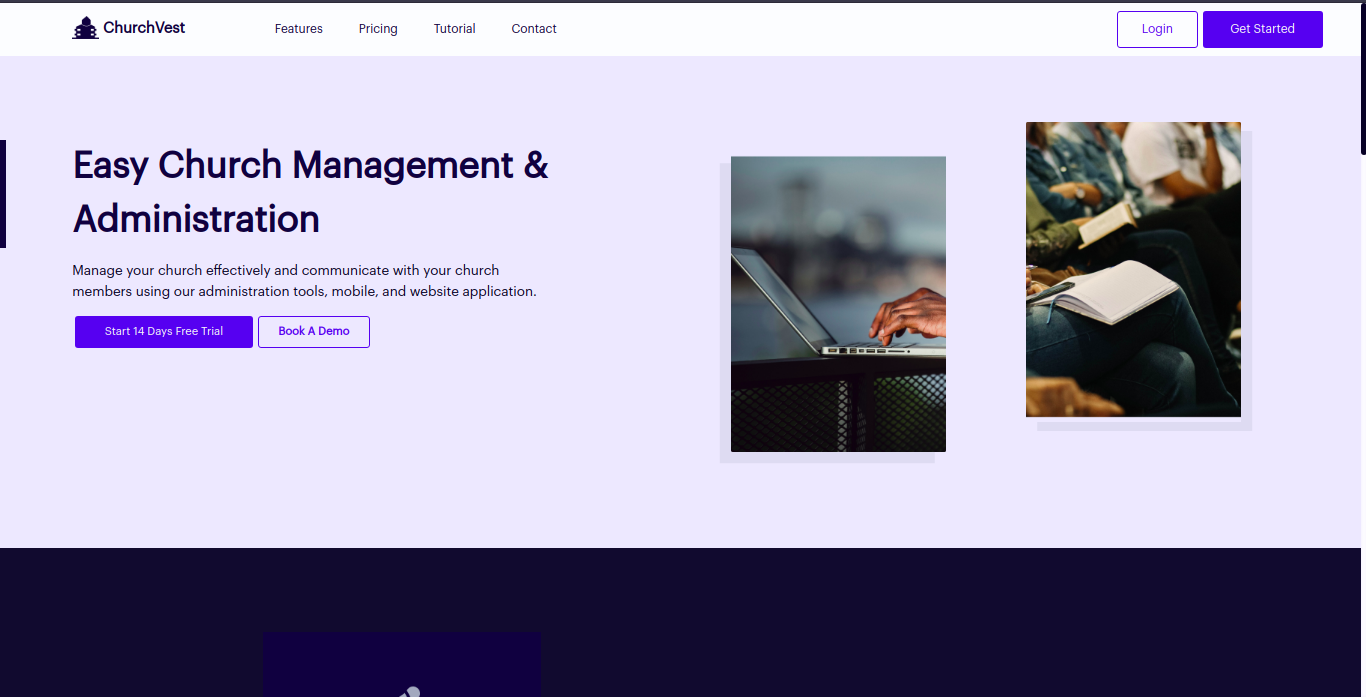 ChurchVest
Features
Pricing
Tutorial
Contact
Login
Get Started
Easy Church Management &
Administration
Manage your church effectively and communicate with your church
members using our administration tools, mobile, and website application.
Start 14 Days Free Trial
Book A Demo